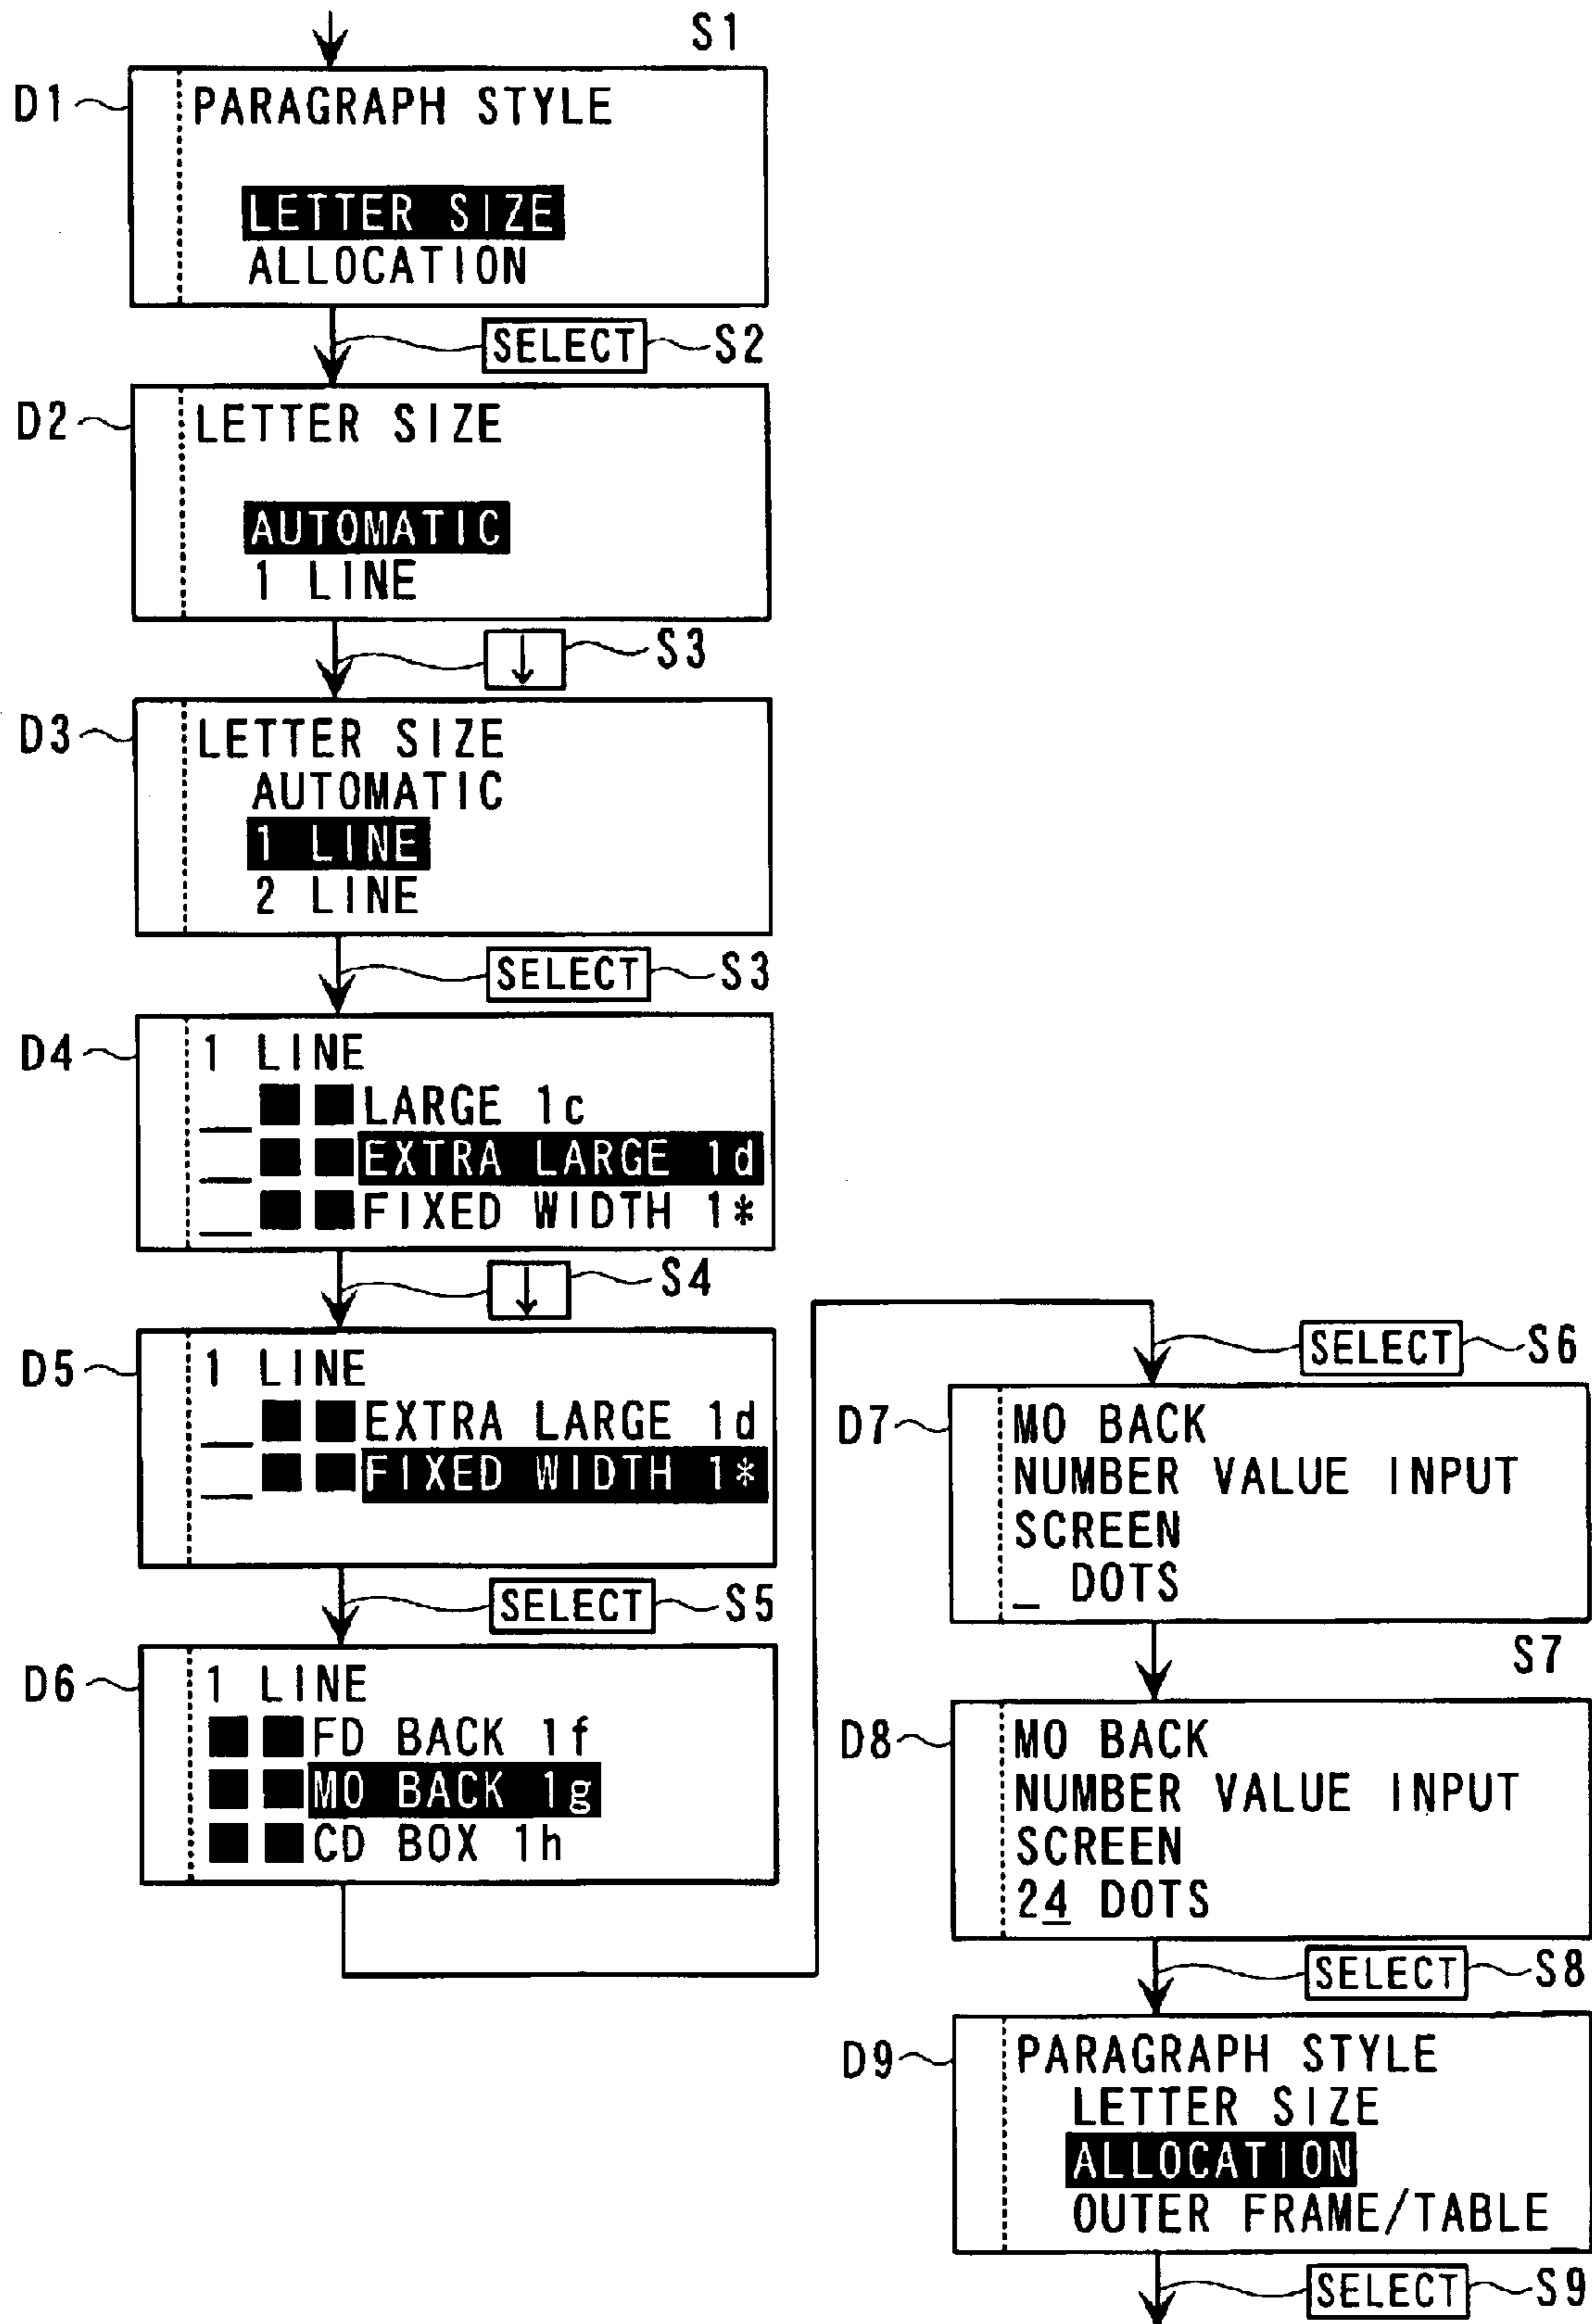 S1
D1
PARAGRAPH STYLE
LETTER SIZE
ALLOCATION
SELECT S2
D2
LETTER SIZE
AUTOMATIC
1 LINE
↓ S3
D3
LETTER SIZE
AUTOMATIC
1 LINE
2 LINE
SELECT S3
D4
1 LINE
LARGE 1c
EXTRA LARGE 1d
FIXED WIDTH 1*
↓ S4
D5
1 LINE
EXTRA LARGE 1d
FIXED WIDTH 1*
SELECT S5
D6
1 LINE
FD BACK 1f
MO BACK 1g
CD BOX 1h
SELECT S6
D7
MO BACK
NUMBER VALUE INPUT
SCREEN
_ DOTS
S7
D8
MO BACK
NUMBER VALUE INPUT
SCREEN
24 DOTS
SELECT S8
D9
PARAGRAPH STYLE
LETTER SIZE
ALLOCATION
OUTER FRAME/TABLE
SELECT S9